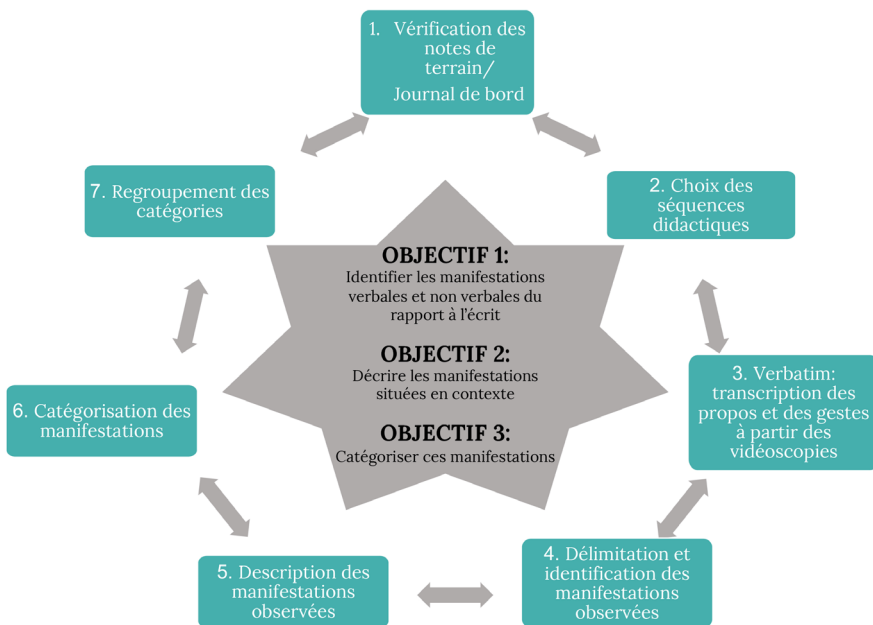 1. Vérification des
notes de
terrain/
Journal de bord
2. Choix des
séquences
didactiques
3. Verbatim:
transcription des
propos et des gestes
à partir des
vidéoscopies
4. Délimitation et
identification des
manifestations
observées
5. Description des
manifestations
observées
6. Catégorisation des
manifestations
7. Regroupement des
catégories
OBJECTIF 1:
Identifier les manifestations
verbales et non verbales du
rapport à l'écrit
OBJECTIF 2:
Décrire les manifestations
situées en contexte
OBJECTIF 3:
Catégoriser ces manifestations